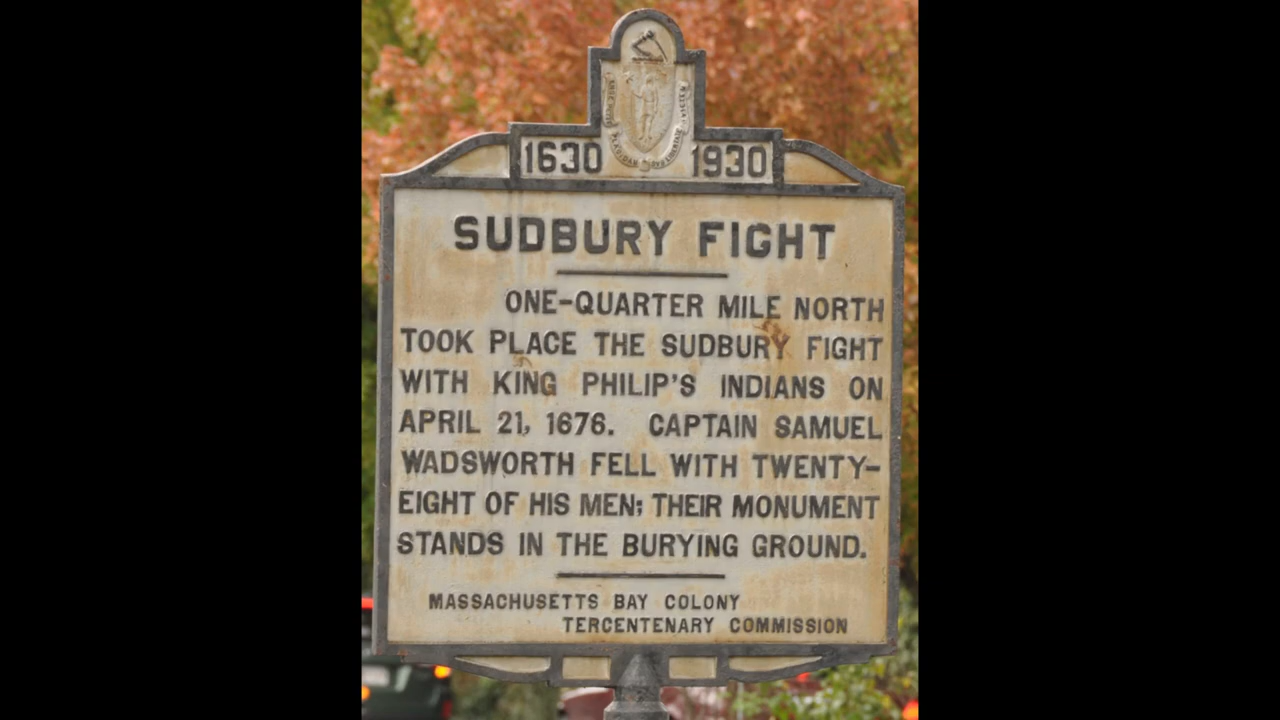 1630 1930
SUDBURY FIGHT
ONE-QUARTER MILE NORTH
TOOK PLACE THE SUDBURY FIGHT
WITH KING PHILIP'S INDIANS ON
APRIL 21, 1676. CAPTAIN SAMUEL
WADSWORTH FELL WITH TWENTY-
EIGHT OF HIS MEN; THEIR MONUMENT
STANDS IN THE BURYING GROUND.
MASSACHUSETTS BAY COLONY
TERCENTENARY COMMISSION